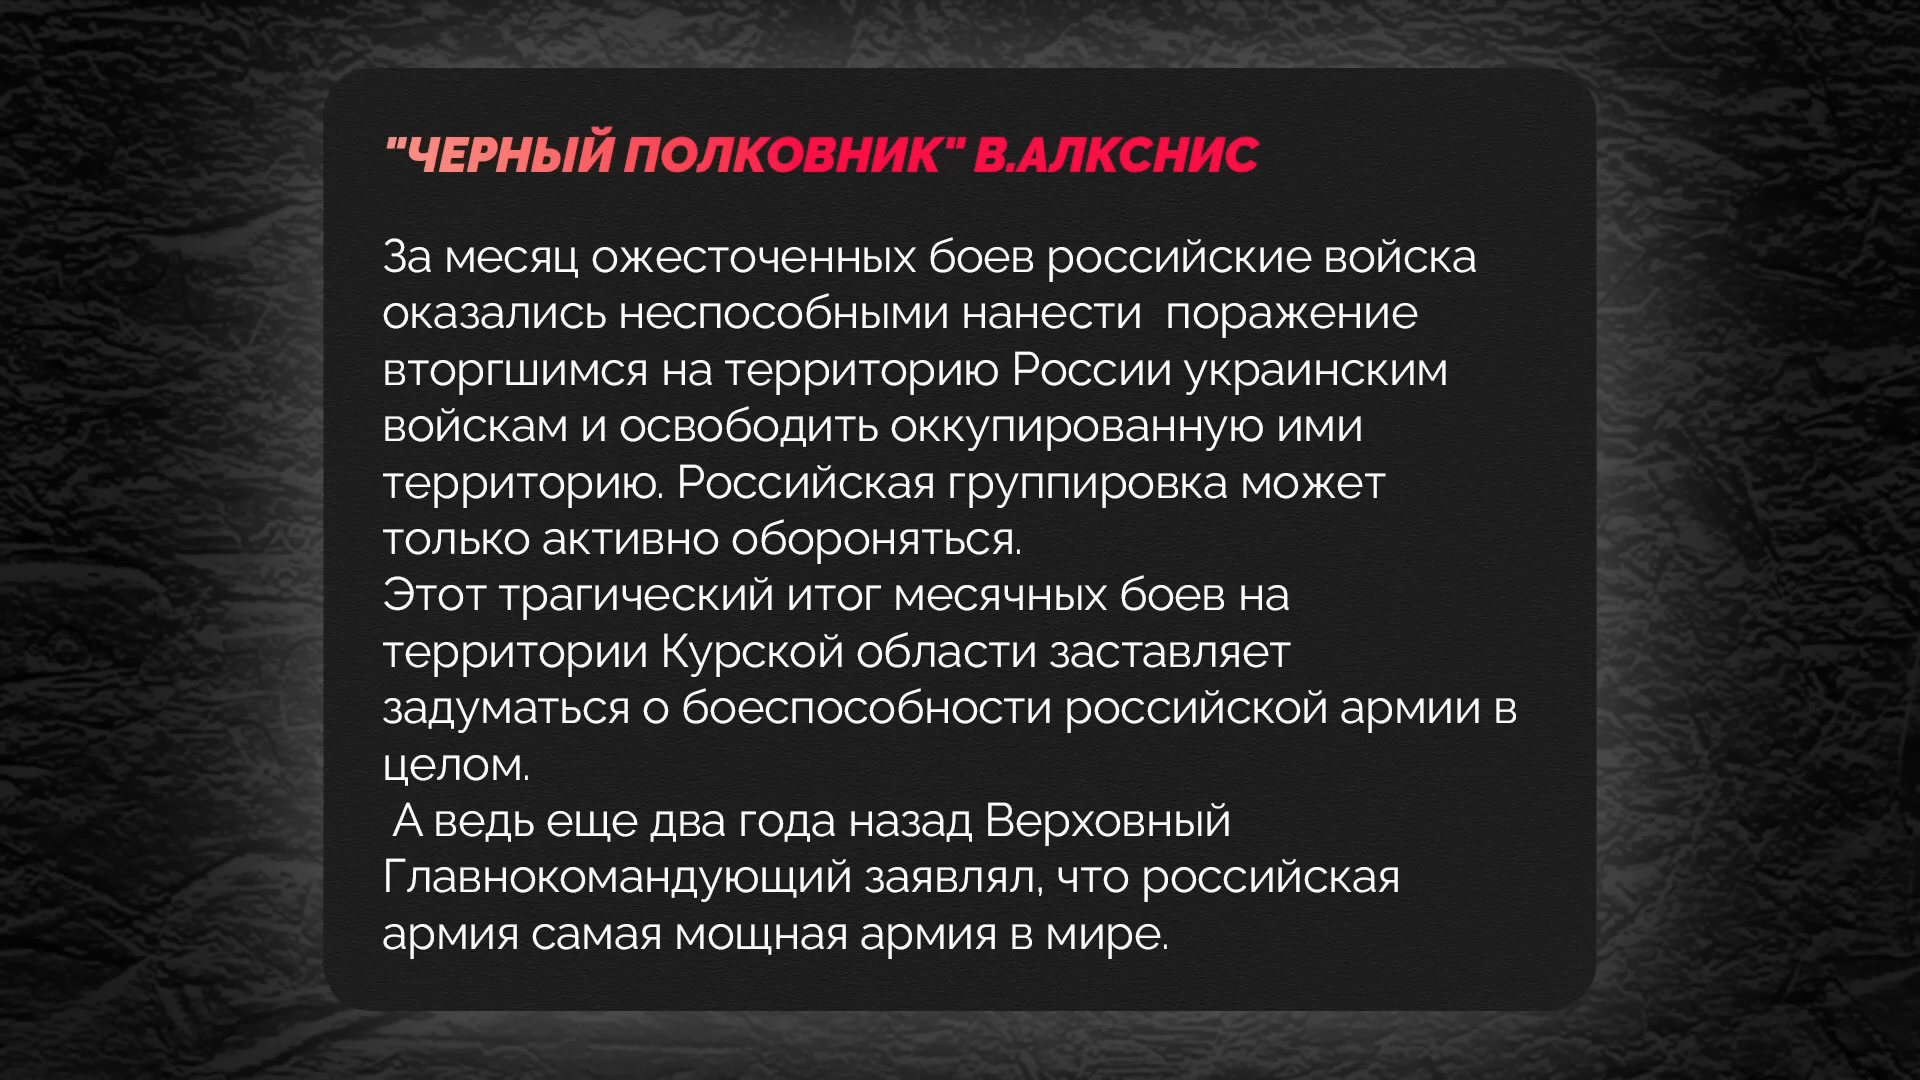 "ЧЕРНЫЙ ПОЛКОВНИК" В.АЛКСНИС
За месяц ожесточенных боев российские войска
оказались неспособными нанести  поражение
вторгшимся на территорию России украинским
войскам и освободить оккупированную ими
территорию. Российская группировка может
только активно обороняться.
Этот трагический итог месячных боев на
территории Курской области заставляет
задуматься о боеспособности российской армии в
целом.
А ведь еще два года назад Верховный
Главнокомандующий заявлял, что российская
армия самая мощная армия в мире.